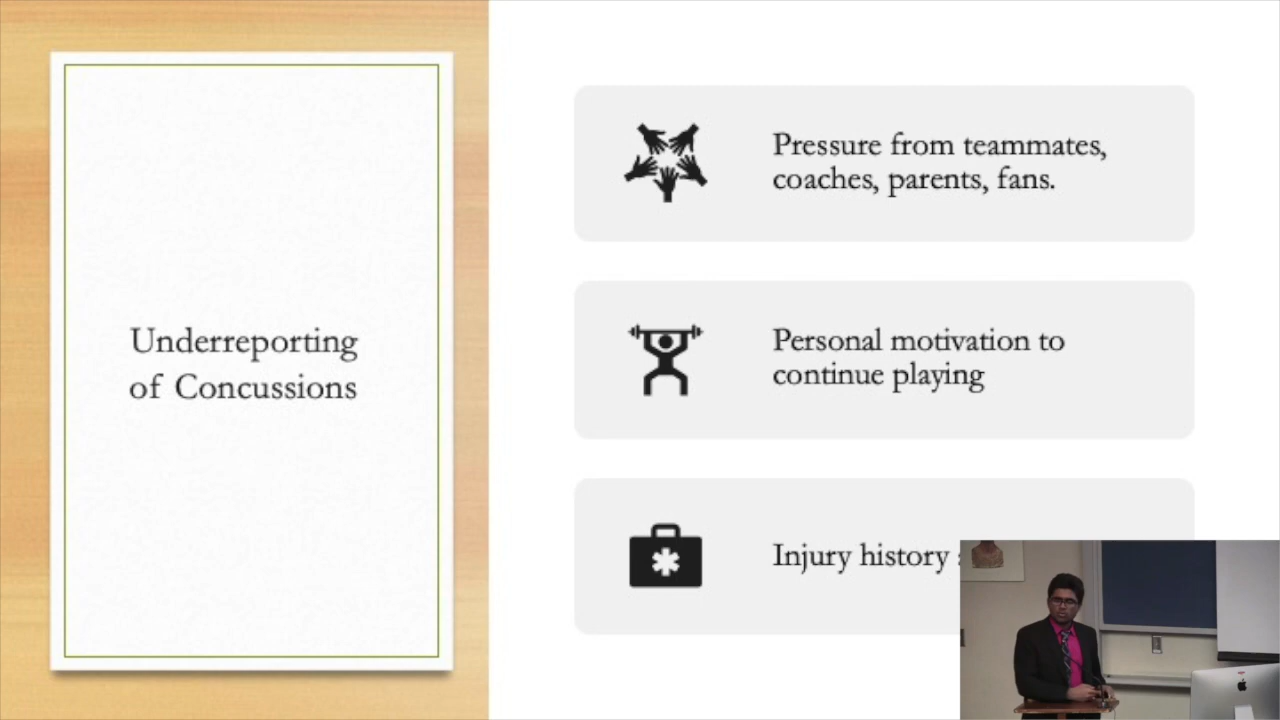 Underreporting
of Concussions
Pressure from teammates,
coaches, parents, fans.
Personal motivation to
continue playing
Injury history